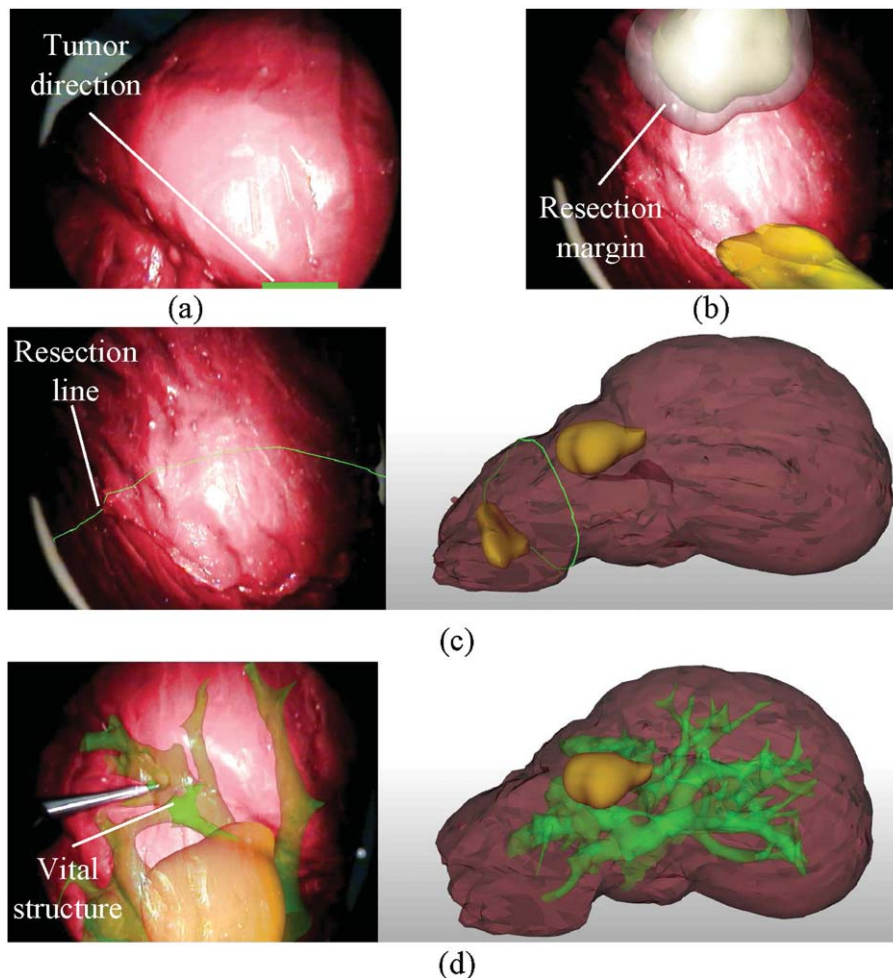 Tumor
direction
Resection
margin
(a)
(b)
Resection
line
(c)
Vital
structure
(d)